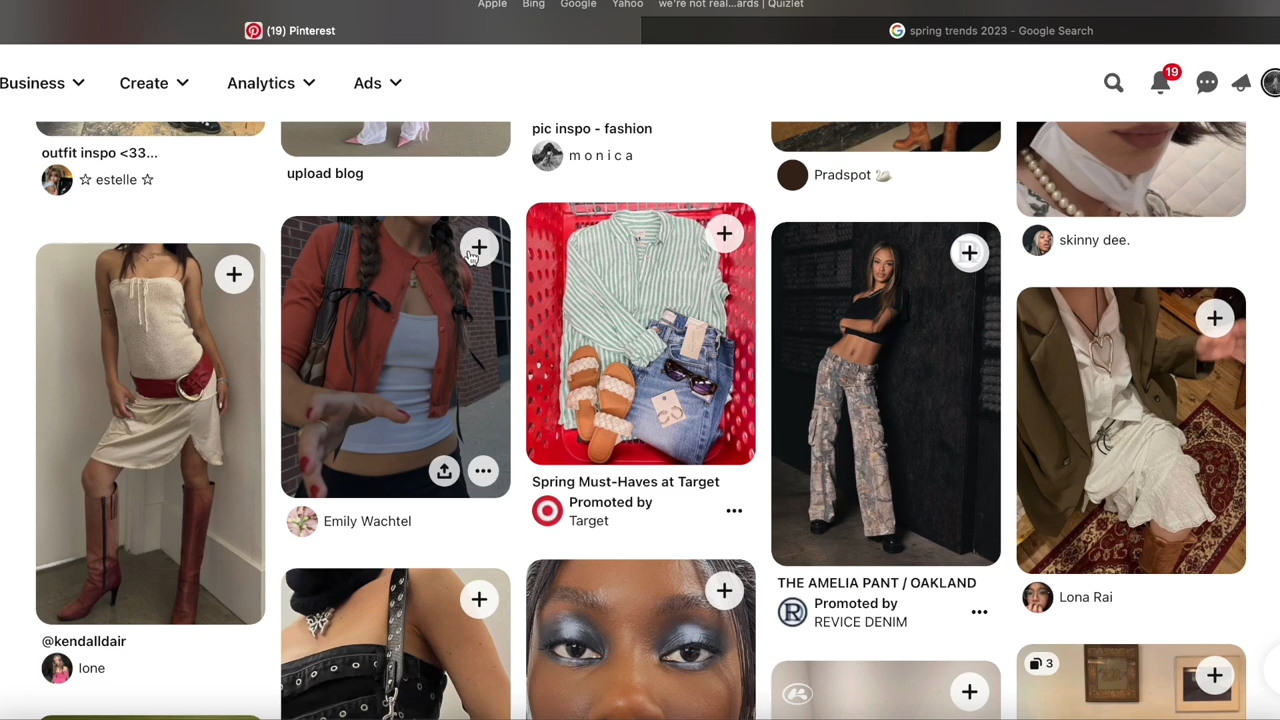 Apple Bing Google Yahoo we're not real...ards | Quizlet
(19) Pinterest
spring trends 2023 - Google Search
Business Create Analytics Ads
19
outfit inspo <33...
☆ estelle ☆
upload blog
pic inspo - fashion
m o n i c a
Pradspot 🦢
skinny dee.
@kendalldair
Ione
Emily Wachtel
Spring Must-Haves at Target
Promoted by
Target
THE AMELIA PANT / OAKLAND
Promoted by
REVICE DENIM
Lona Rai
3